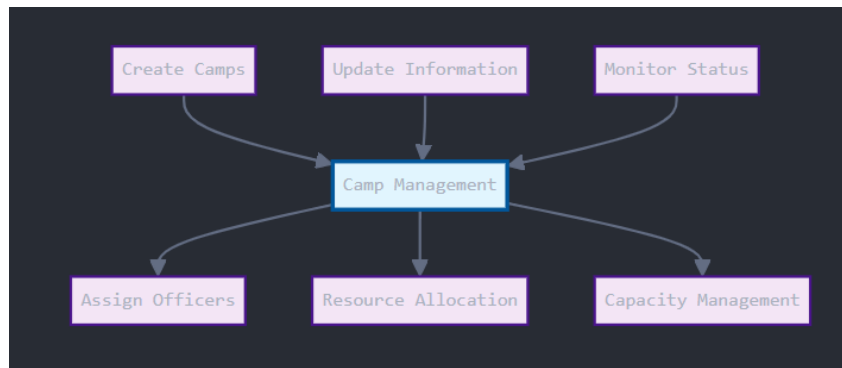 Create Camps
Update Information
Monitor Status
Camp Management
Assign Officers
Resource Allocation
Capacity Management